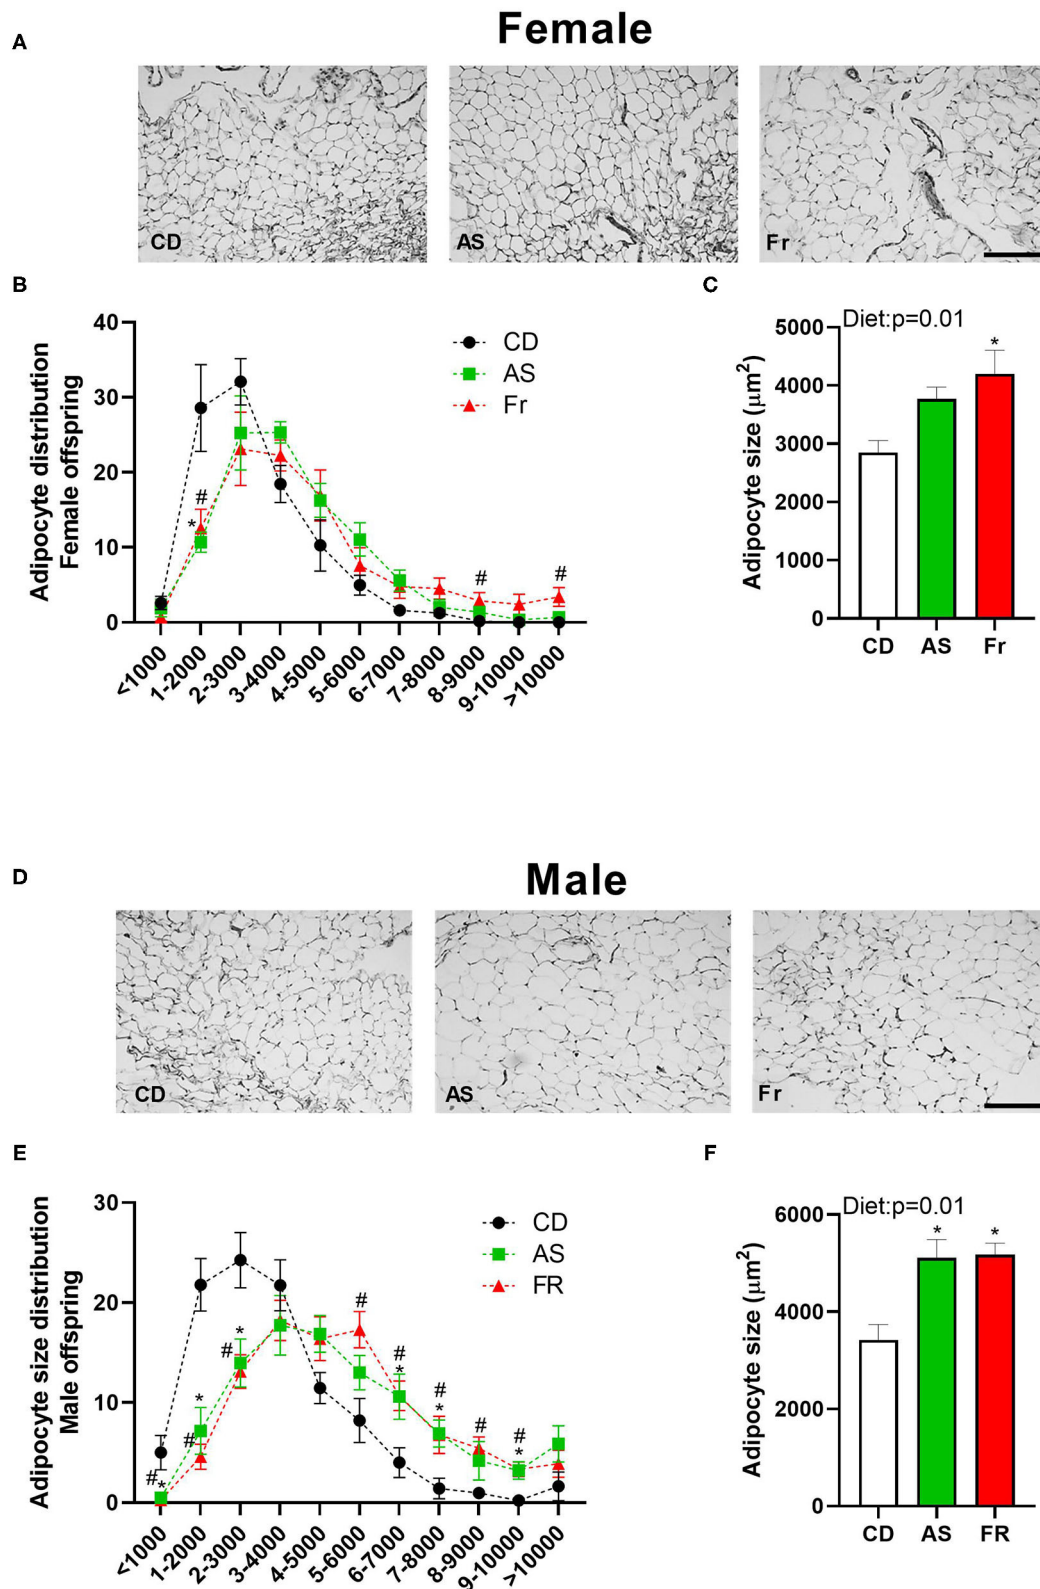 Female
A
CD
AS
Fr
B
Adipocyte distribution
Female offspring
40
30
20
10
0
CD
AS
Fr
*
#
#
#
<1000
1-2000
2-3000
3-4000
4-5000
5-6000
6-7000
7-8000
8-9000
9-10000
>10000
C
Diet:p=0.01
Adipocyte size (μm²)
5000
4000
3000
2000
1000
0
*
CD
AS
Fr
Male
D
CD
AS
Fr
E
Adipocyte size distribution
Male offspring
30
20
10
0
CD
AS
FR
#
*
#
*
#
*
#
#
*
#
*
#
#
*
<1000
1-2000
2-3000
3-4000
4-5000
5-6000
6-7000
7-8000
8-9000
9-10000
>10000
F
Diet:p=0.01
Adipocyte size (μm²)
6000
4000
2000
0
*
*
CD
AS
FR